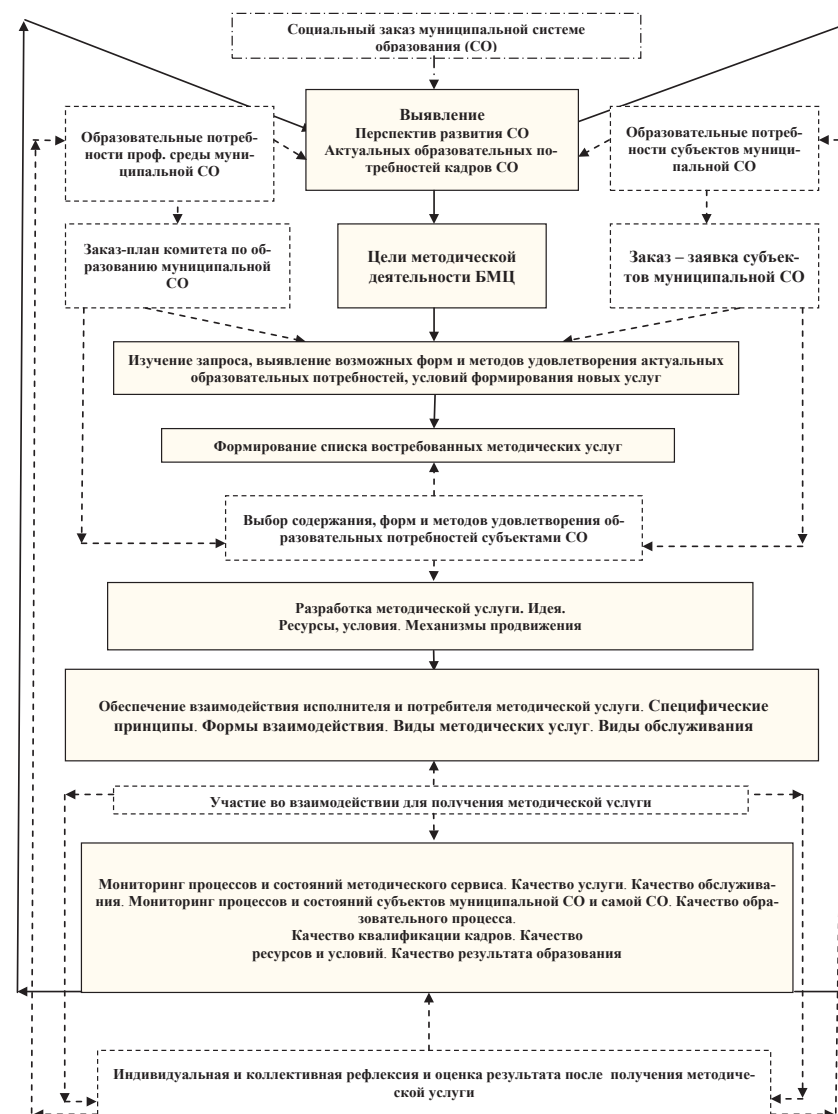 Социальный заказ муниципальной системе
образования (СО)
Выявление
Перспектив развития СО
Актуальных образовательных по-
требностей кадров СО
Образовательные потреб-
ности проф. среды муни-
ципальной СО
Образовательные потреб-
ности субъектов муници-
пальной СО
Заказ-план комитета по об-
разованию муниципальной
СО
Цели методической
деятельности БМЦ
Заказ – заявка субъек-
тов муниципальной СО
Изучение запроса, выявление возможных форм и методов удовлетворения актуальных
образовательных потребностей, условий формирования новых услуг
Формирование списка востребованных методических услуг
Выбор содержания, форм и методов удовлетворения об-
разовательных потребностей субъектами СО
Разработка методической услуги. Идея.
Ресурсы, условия. Механизмы продвижения
Обеспечение взаимодействия исполнителя и потребителя методической услуги. Специфические
принципы. Формы взаимодействия. Виды методических услуг. Виды обслуживания
Участие во взаимодействии для получения методической услуги
Мониторинг процессов и состояний методического сервиса. Качество услуги. Качество обслужива-
ния. Мониторинг процессов и состояний субъектов муниципальной СО и самой СО. Качество обра-
зовательного процесса.
Качество квалификации кадров. Качество
ресурсов и условий. Качество результата образования
Индивидуальная и коллективная рефлексия и оценка результата после получения методиче-
ской услуги